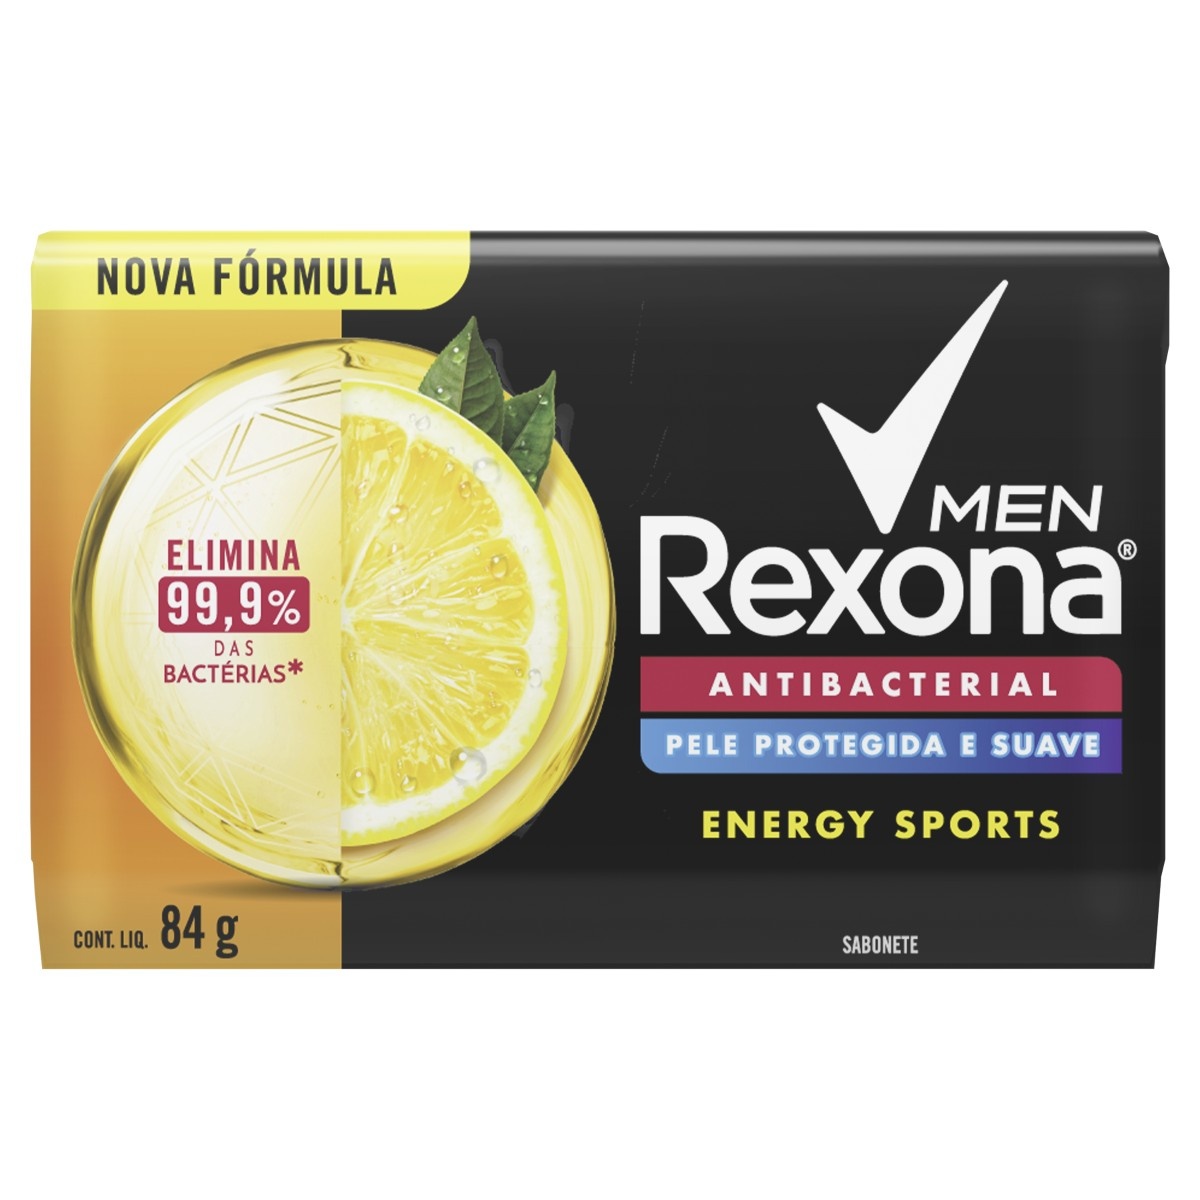 NOVA FÓRMULA
ELIMINA
99,9%
DAS
BACTÉRIAS*
CONT. LIQ. 84 g
MEN
Rexona®
ANTIBACTERIAL
PELE PROTEGIDA E SUAVE
ENERGY SPORTS
SABONETE